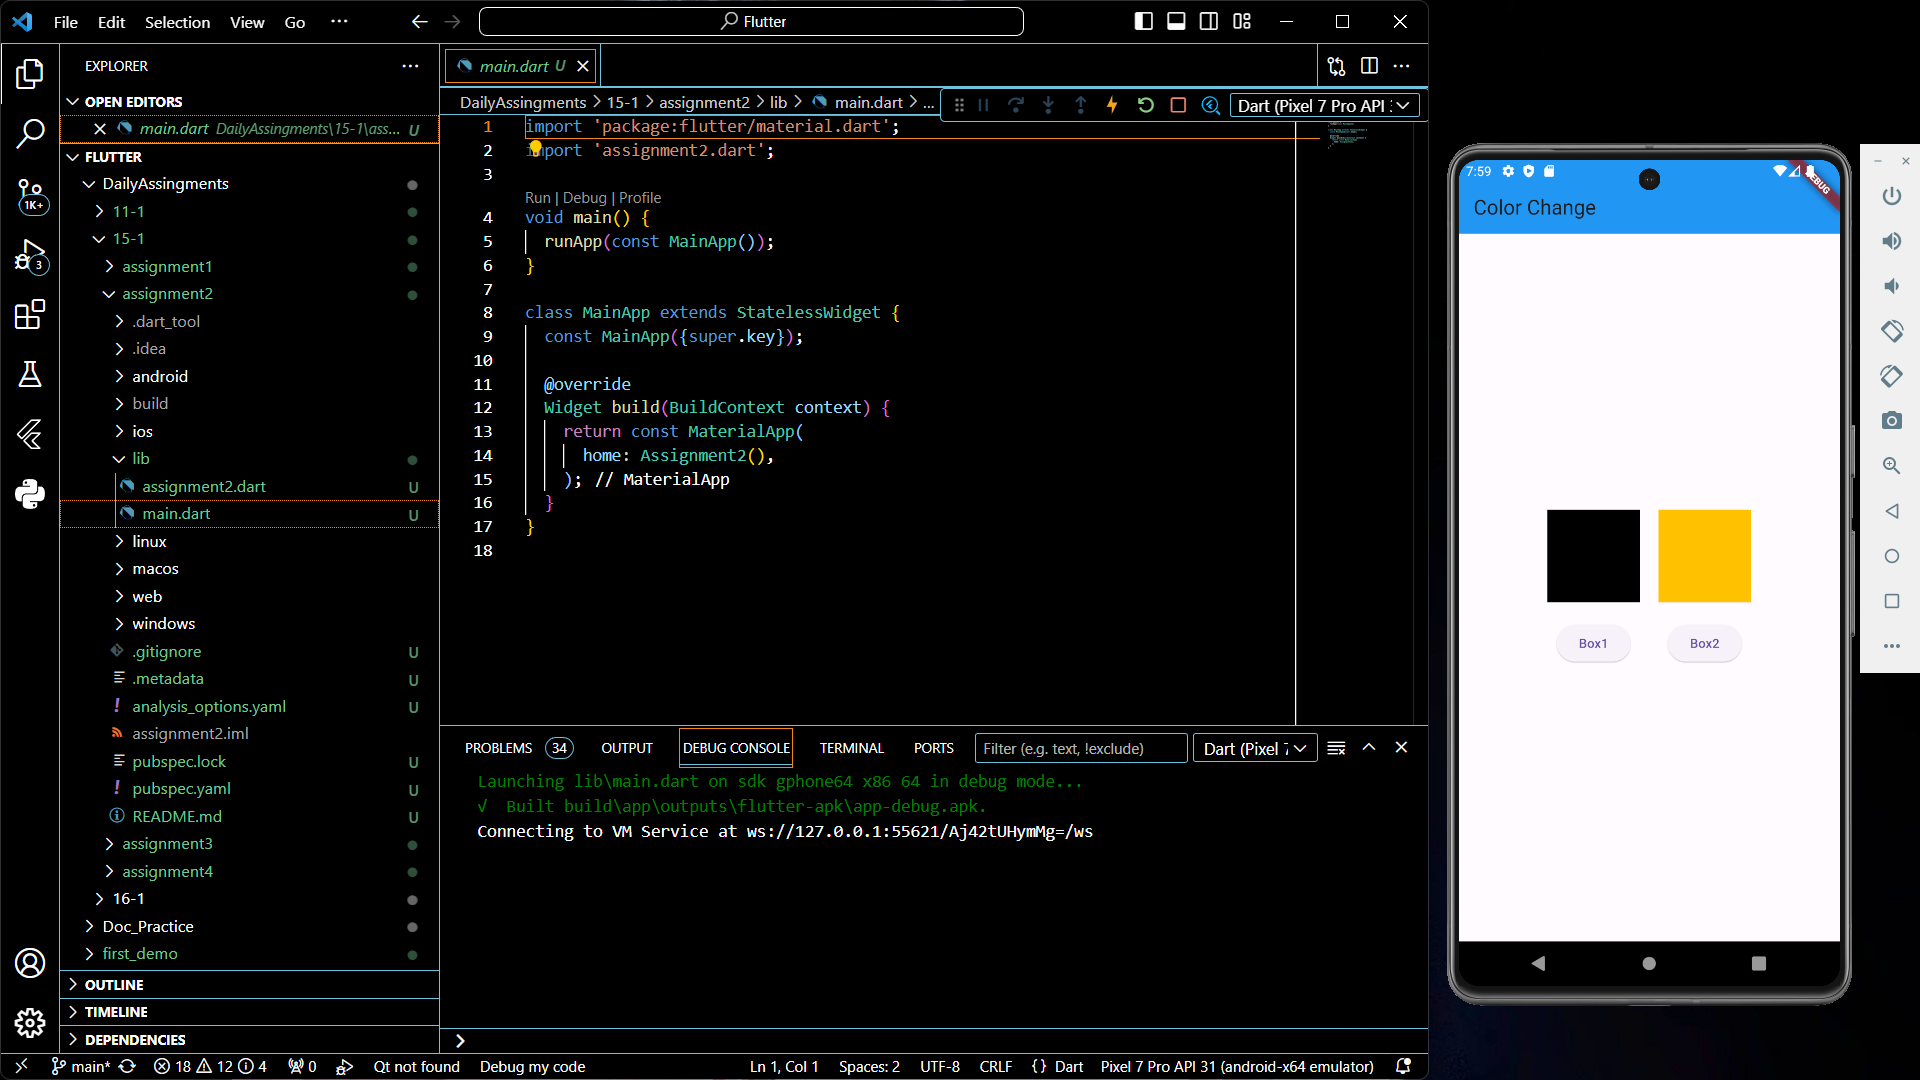 File Edit Selection View Go ··· Flutter
EXPLORER
OPEN EDITORS
main.dart DailyAssingments\15-1\ass... U
FLUTTER
DailyAssingments
11-1
15-1
assignment1
assignment2
.dart_tool
.idea
android
build
ios
lib
assignment2.dart U
main.dart U
linux
macos
web
windows
.gitignore U
.metadata U
analysis_options.yaml U
assignment2.iml
pubspec.lock U
pubspec.yaml U
README.md U
assignment3
assignment4
16-1
Doc_Practice
first_demo
OUTLINE
TIMELINE
DEPENDENCIES
1K+
3
main.dart U
DailyAssingments > 15-1 > assignment2 > lib > main.dart > ...
Dart (Pixel 7 Pro API :
1 import 'package:flutter/material.dart';
2 import 'assignment2.dart';
3
Run | Debug | Profile
4 void main() {
5 runApp(const MainApp());
6 }
7
8 class MainApp extends StatelessWidget {
9 const MainApp({super.key});
10
11 @override
12 Widget build(BuildContext context) {
13 return const MaterialApp(
14 home: Assignment2(),
15 ); // MaterialApp
16 }
17 }
18
PROBLEMS 34 OUTPUT DEBUG CONSOLE TERMINAL PORTS Filter (e.g. text, !exclude) Dart (Pixel 7
Launching lib\main.dart on sdk gphone64 x86 64 in debug mode...
√ Built build\app\outputs\flutter-apk\app-debug.apk.
Connecting to VM Service at ws://127.0.0.1:55621/Aj42tUHymMg=/ws
main* 18 12 4 0 Qt not found Debug my code Ln 1, Col 1 Spaces: 2 UTF-8 CRLF {} Dart Pixel 7 Pro API 31 (android-x64 emulator)
7:59
DEBUG
Color Change
Box1 Box2